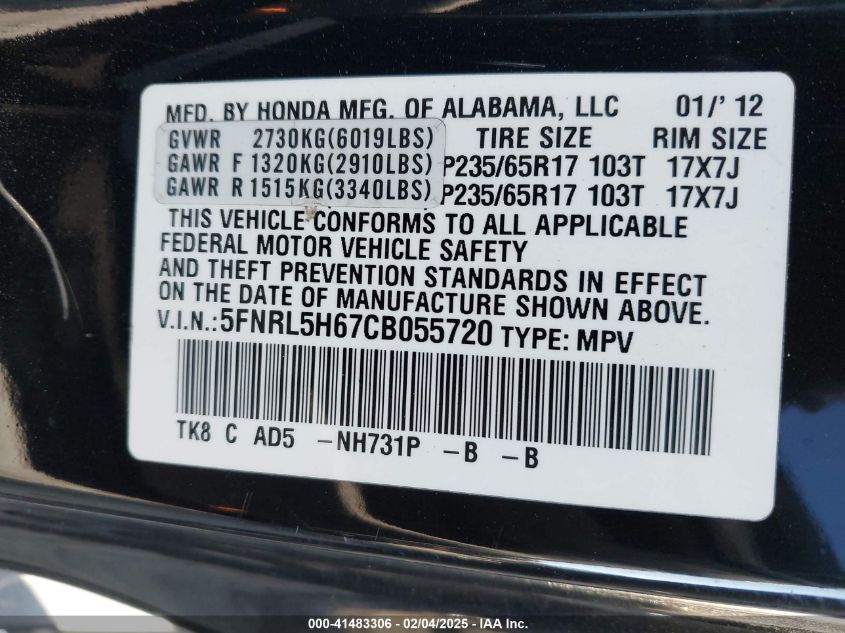 MFD. BY HONDA MFG. OF ALABAMA, LLC 01/'12
GVWR 2730KG(6019LBS) TIRE SIZE RIM SIZE
GAWR F 1320KG(2910LBS) P235/65R17 103T 17X7J
GAWR R 1515KG(3340LBS) P235/65R17 103T 17X7J
THIS VEHICLE CONFORMS TO ALL APPLICABLE
FEDERAL MOTOR VEHICLE SAFETY
AND THEFT PREVENTION STANDARDS IN EFFECT
ON THE DATE OF MANUFACTURE SHOWN ABOVE.
V.I.N.:5FNRL5H67CB055720 TYPE: MPV
TK8 C AD5 -NH731P -B -B
000-41483306 - 02/04/2025 - IAA Inc.